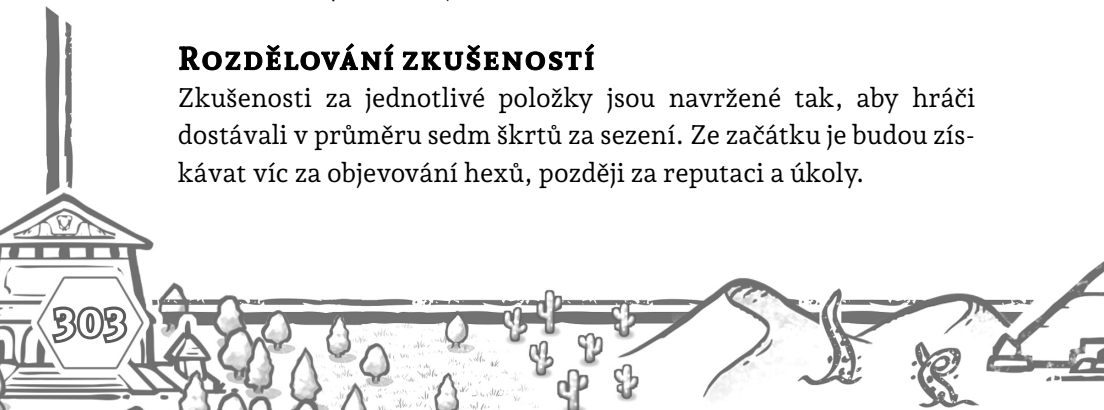 Rozdělování zkušeností
Zkušenosti za jednotlivé položky jsou navržené tak, aby hráči
dostávali v průměru sedm škrtů za sezení. Ze začátku je budou zís-
kávat víc za objevování hexů, později za reputaci a úkoly.
303